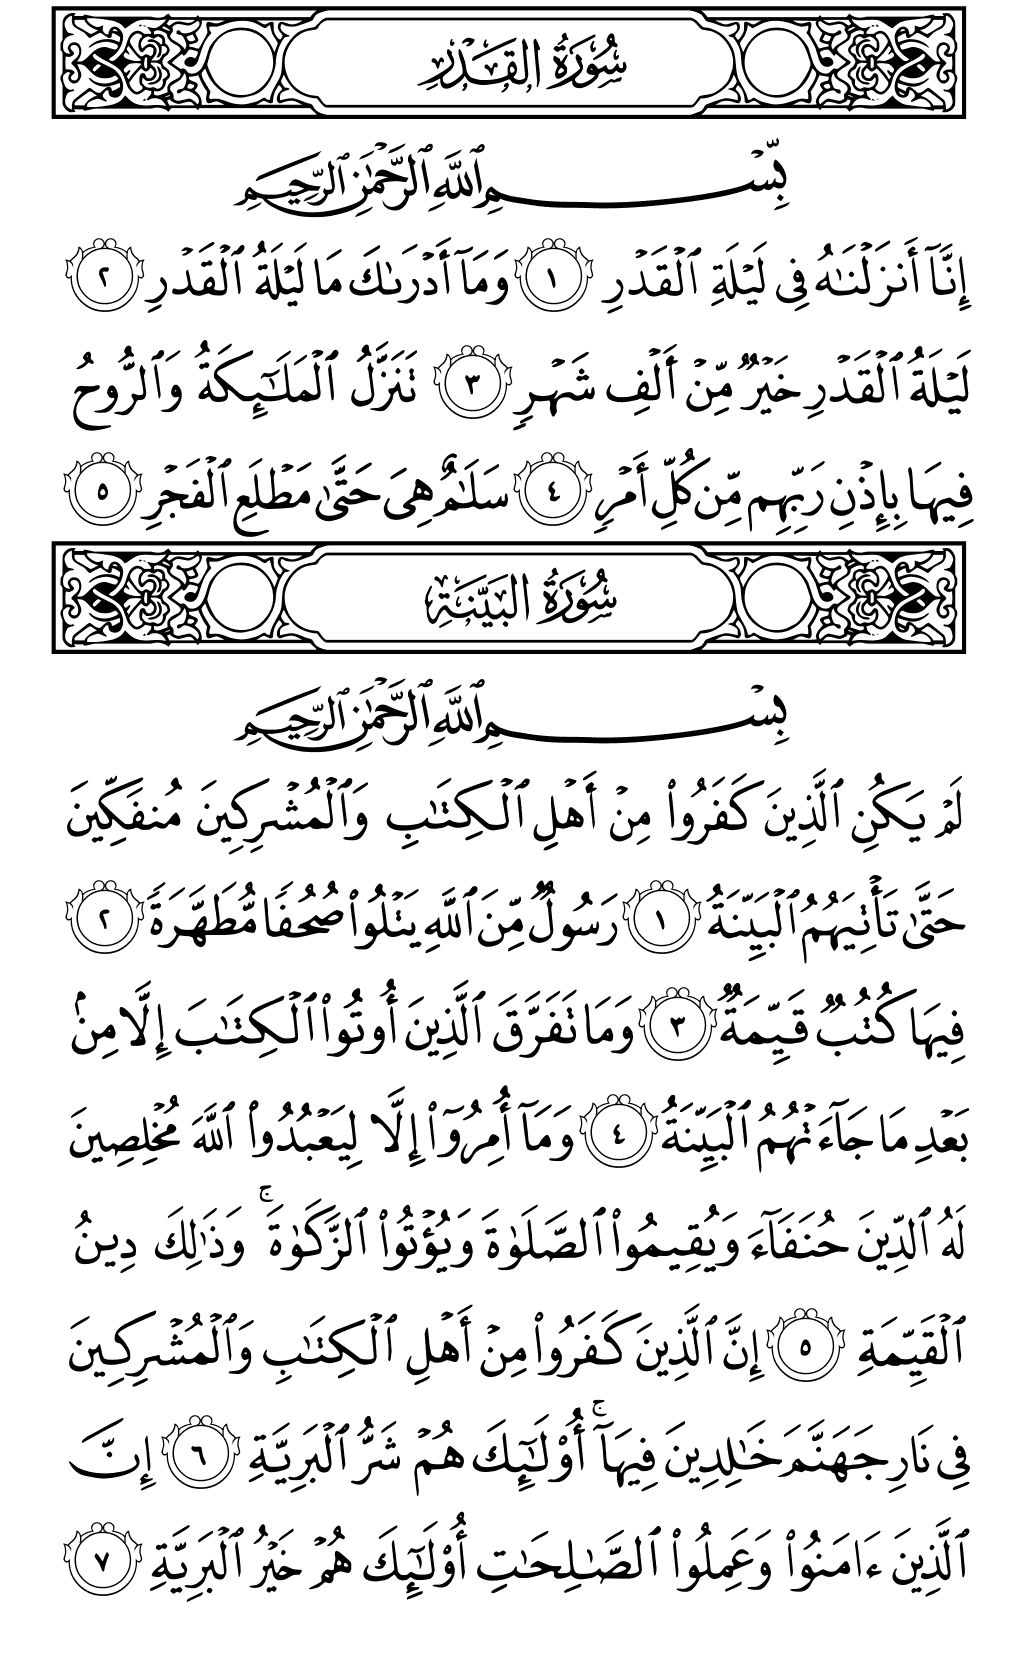 سُورَةُ القَدْرِ
بِّسۡمِ ٱللَّهِ ٱلرَّحۡمَٰنِ ٱلرَّحِيمِ
إِنَّآ أَنزَلۡنَٰهُ فِي لَيۡلَةِ ٱلۡقَدۡرِ ١ وَمَآ أَدۡرَىٰكَ مَا لَيۡلَةُ ٱلۡقَدۡرِ ٢
لَيۡلَةُ ٱلۡقَدۡرِ خَيۡرٞ مِّنۡ أَلۡفِ شَهۡرٖ ٣ تَنَزَّلُ ٱلۡمَلَٰٓئِكَةُ وَٱلرُّوحُ
فِيهَا بِإِذۡنِ رَبِّهِم مِّن كُلِّ أَمۡرٖ ٤ سَلَٰمٌ هِيَ حَتَّىٰ مَطۡلَعِ ٱلۡفَجۡرِ ٥
سُورَةُ البَيِّنَةِ
بِسۡمِ ٱللَّهِ ٱلرَّحۡمَٰنِ ٱلرَّحِيمِ
لَمۡ يَكُنِ ٱلَّذِينَ كَفَرُواْ مِنۡ أَهۡلِ ٱلۡكِتَٰبِ وَٱلۡمُشۡرِكِينَ مُنفَكِّينَ
حَتَّىٰ تَأۡتِيَهُمُ ٱلۡبَيِّنَةُ ١ رَسُولٞ مِّنَ ٱللَّهِ يَتۡلُواْ صُحُفٗا مُّطَهَّرَةٗ ٢
فِيهَا كُتُبٞ قَيِّمَةٞ ٣ وَمَا تَفَرَّقَ ٱلَّذِينَ أُوتُواْ ٱلۡكِتَٰبَ إِلَّا مِنۢ
بَعۡدِ مَا جَآءَتۡهُمُ ٱلۡبَيِّنَةُ ٤ وَمَآ أُمِرُوٓاْ إِلَّا لِيَعۡبُدُواْ ٱللَّهَ مُخۡلِصِينَ
لَهُ ٱلدِّينَ حُنَفَآءَ وَيُقِيمُواْ ٱلصَّلَوٰةَ وَيُؤۡتُواْ ٱلزَّكَوٰةَۚ وَذَٰلِكَ دِينُ
ٱلۡقَيِّمَةِ ٥ إِنَّ ٱلَّذِينَ كَفَرُواْ مِنۡ أَهۡلِ ٱلۡكِتَٰبِ وَٱلۡمُشۡرِكِينَ
فِي نَارِ جَهَنَّمَ خَٰلِدِينَ فِيهَآۚ أُوْلَٰٓئِكَ هُمۡ شَرُّ ٱلۡبَرِيَّةِ ٦ إِنَّ
ٱلَّذِينَ ءَامَنُواْ وَعَمِلُواْ ٱلصَّٰلِحَٰتِ أُوْلَٰٓئِكَ هُمۡ خَيۡرُ ٱلۡبَرِيَّةِ ٧